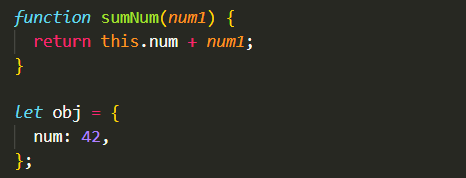 function sumNum(num1) {
  return this.num + num1;
}

let obj = {
  num: 42,
};